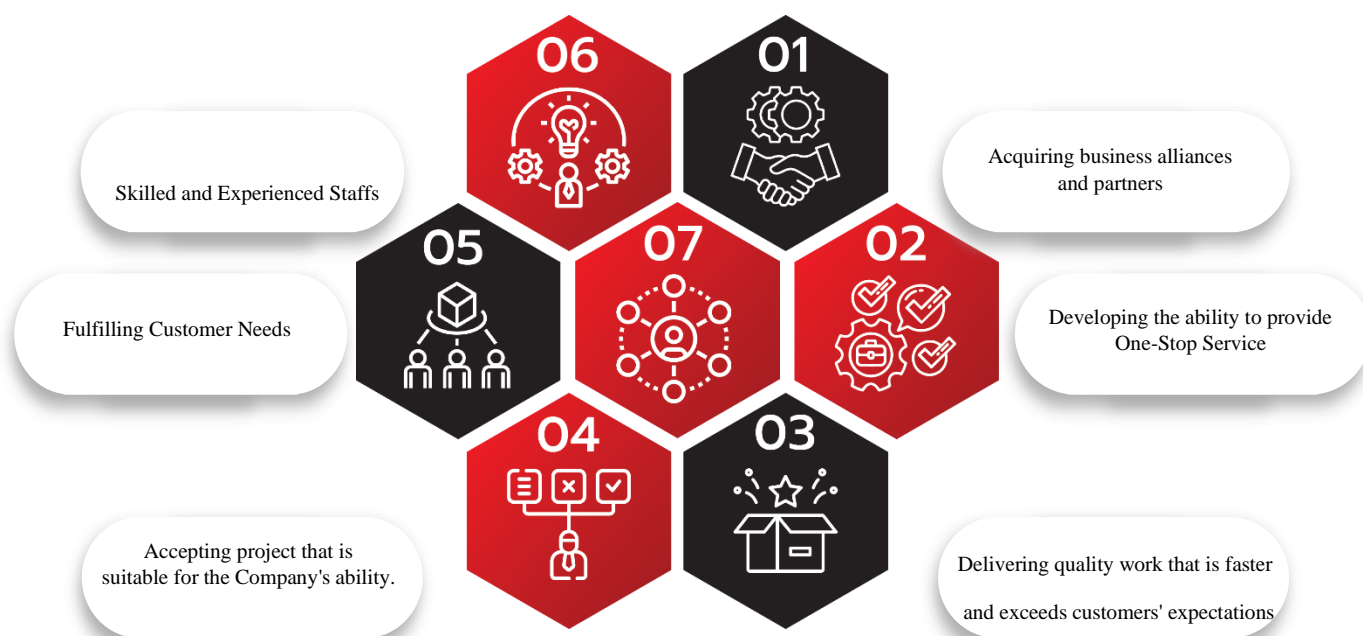 06
01
Skilled and Experienced Staffs
Acquiring business alliances
and partners
05
07
02
Fulfilling Customer Needs
Developing the ability to provide
One-Stop Service
04
03
Accepting project that is
suitable for the Company's ability.
Delivering quality work that is faster
and exceeds customers' expectations